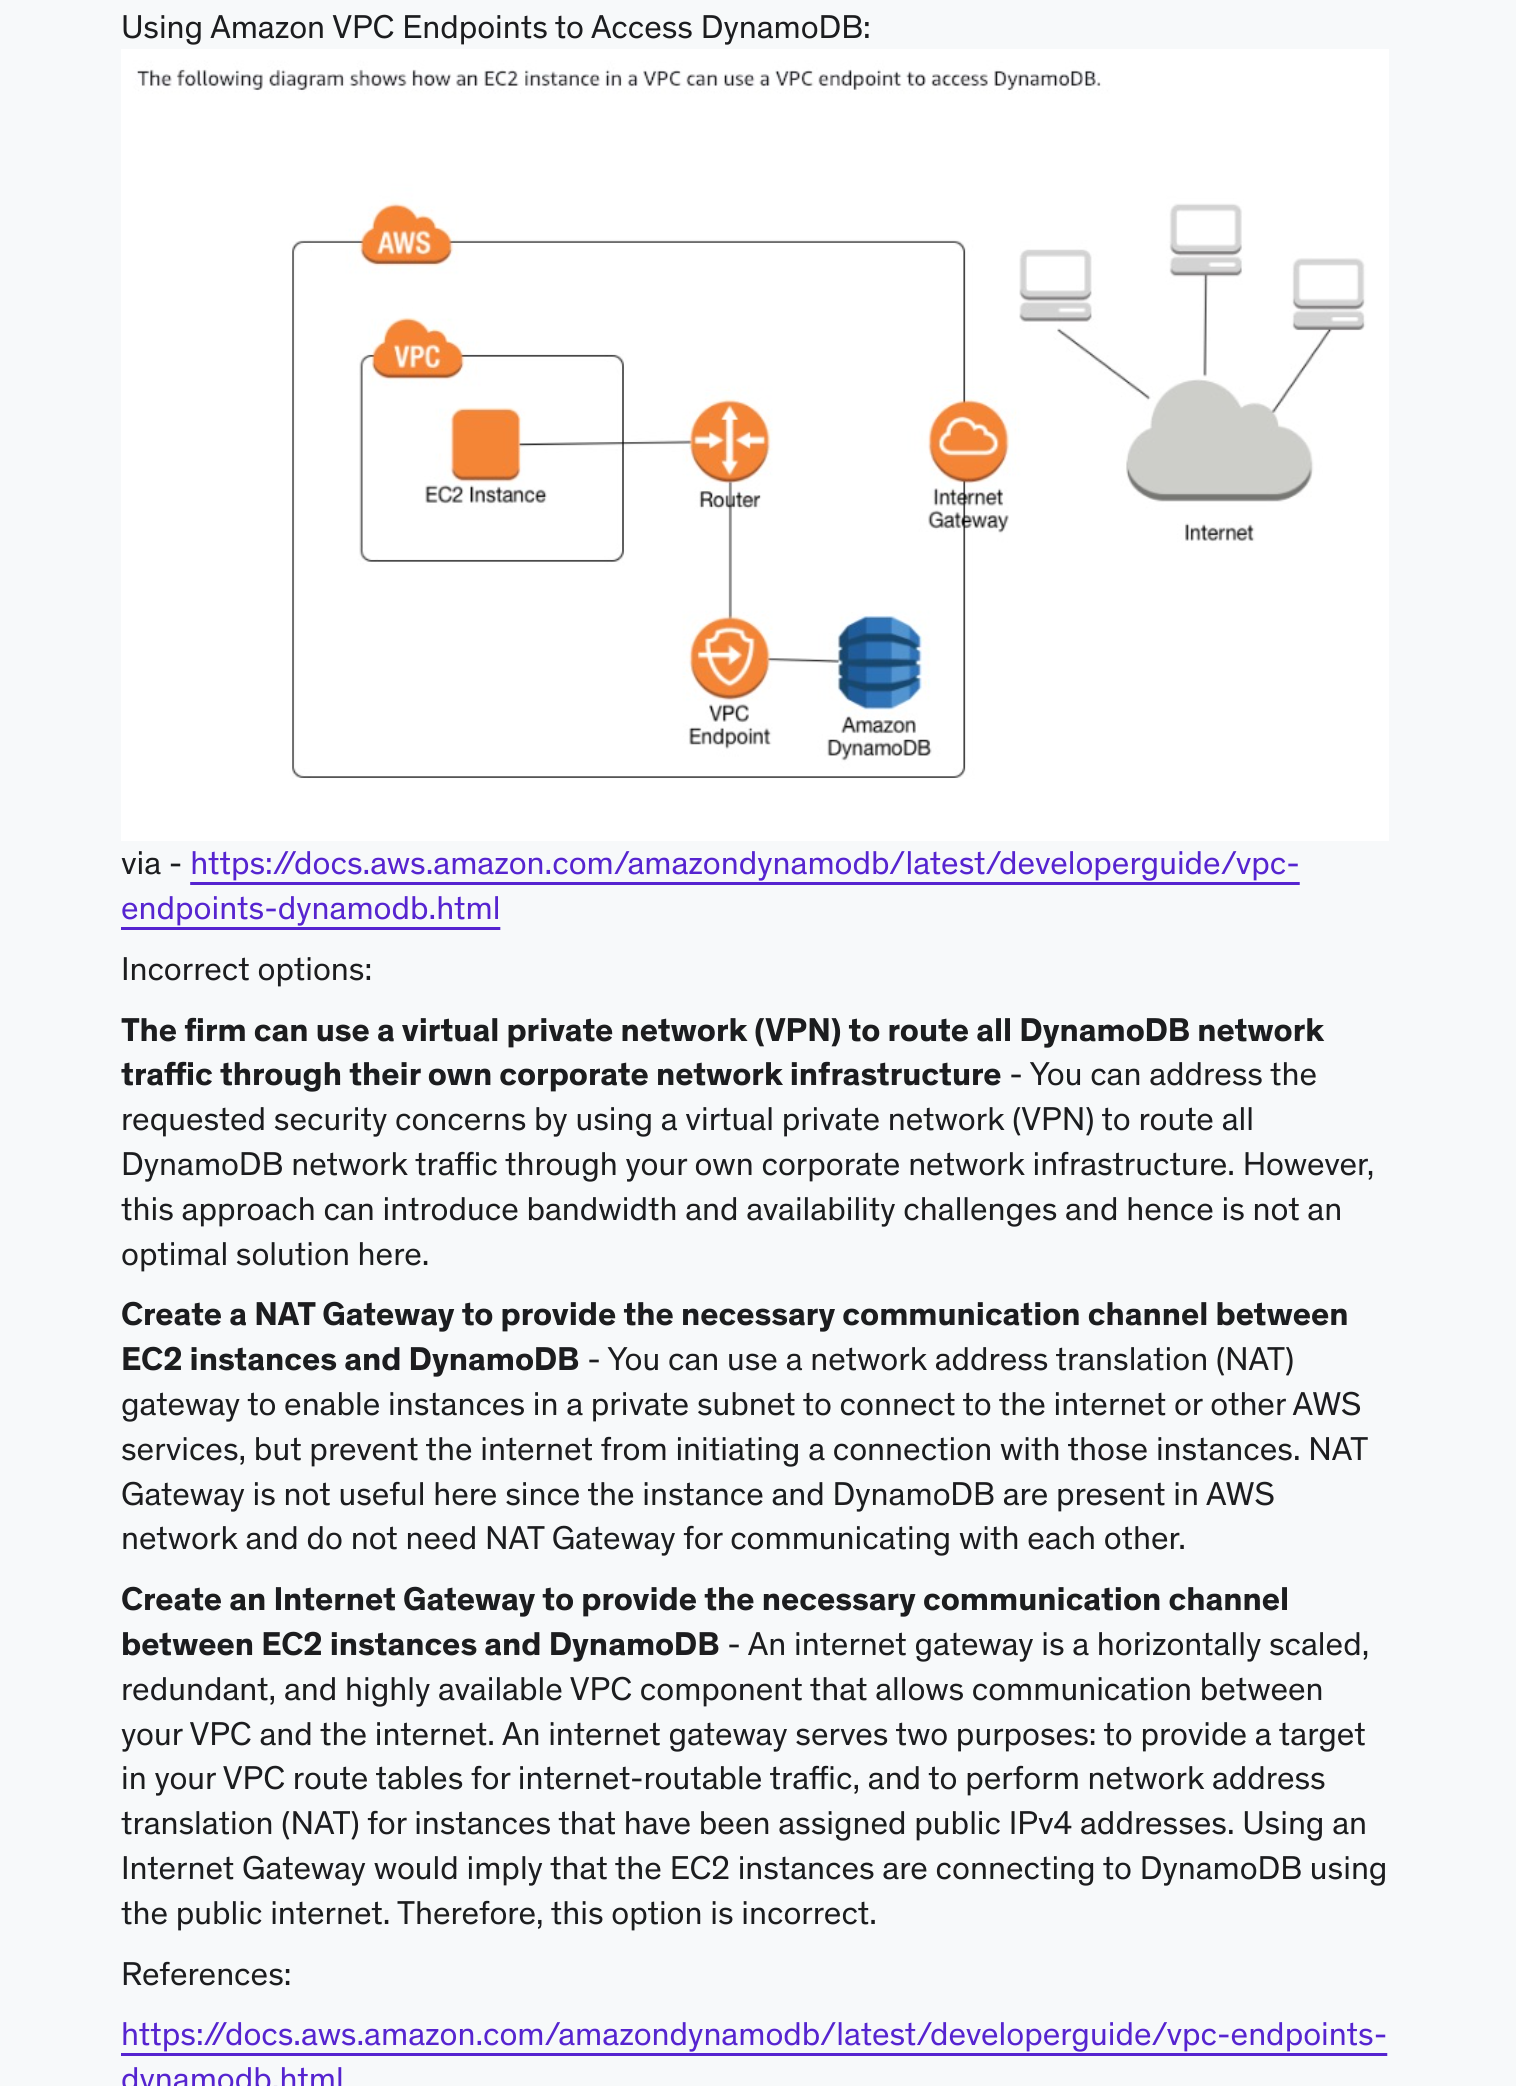 Using Amazon VPC Endpoints to Access DynamoDB:
The following diagram shows how an EC2 instance in a VPC can use a VPC endpoint to access DynamoDB.
AWS
VPC
EC2 Instance
Router
Internet
Gateway
Internet
VPC
Endpoint
Amazon
DynamoDB
via - https://docs.aws.amazon.com/amazondynamodb/latest/developerguide/vpc-
endpoints-dynamodb.html
Incorrect options:
The firm can use a virtual private network (VPN) to route all DynamoDB network
traffic through their own corporate network infrastructure - You can address the
requested security concerns by using a virtual private network (VPN) to route all
DynamoDB network traffic through your own corporate network infrastructure. However,
this approach can introduce bandwidth and availability challenges and hence is not an
optimal solution here.
Create a NAT Gateway to provide the necessary communication channel between
EC2 instances and DynamoDB - You can use a network address translation (NAT)
gateway to enable instances in a private subnet to connect to the internet or other AWS
services, but prevent the internet from initiating a connection with those instances. NAT
Gateway is not useful here since the instance and DynamoDB are present in AWS
network and do not need NAT Gateway for communicating with each other.
Create an Internet Gateway to provide the necessary communication channel
between EC2 instances and DynamoDB - An internet gateway is a horizontally scaled,
redundant, and highly available VPC component that allows communication between
your VPC and the internet. An internet gateway serves two purposes: to provide a target
in your VPC route tables for internet-routable traffic, and to perform network address
translation (NAT) for instances that have been assigned public IPv4 addresses. Using an
Internet Gateway would imply that the EC2 instances are connecting to DynamoDB using
the public internet. Therefore, this option is incorrect.
References:
https://docs.aws.amazon.com/amazondynamodb/latest/developerguide/vpc-endpoints-
dynamodb.html